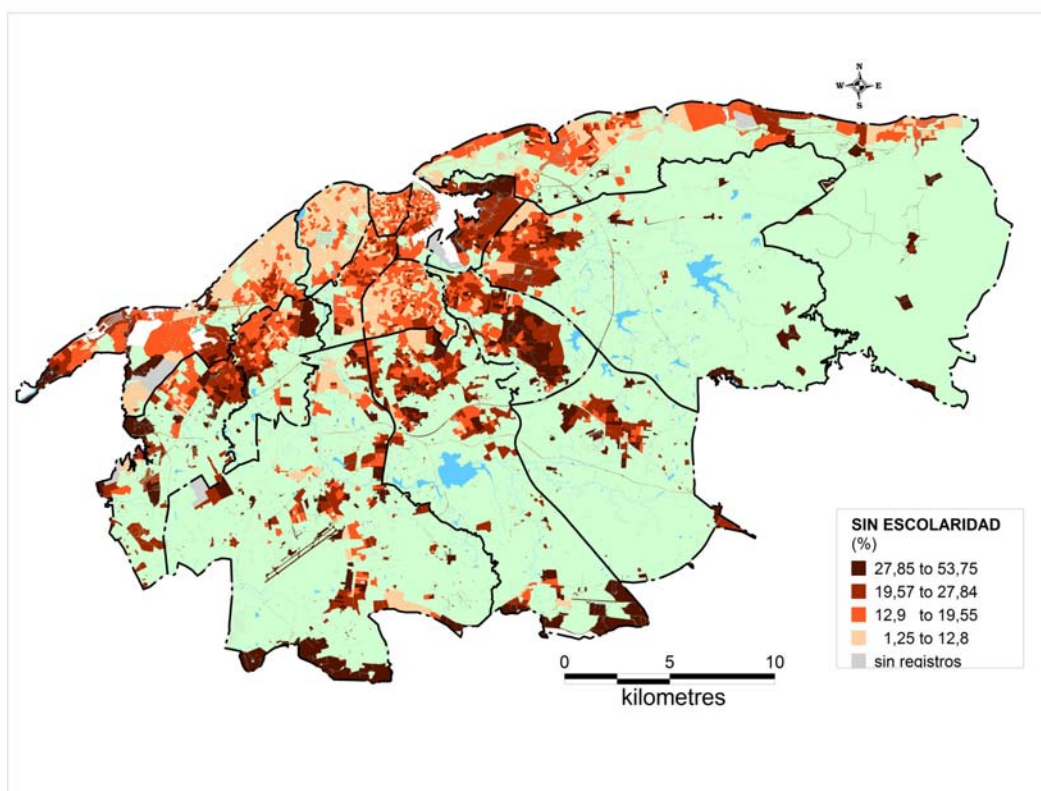 N
W E
S
SIN ESCOLARIDAD
(%)
27,85 to 53,75
19,57 to 27,84
12,9 to 19,55
1,25 to 12,8
sin registros
0 5 10
kilometres